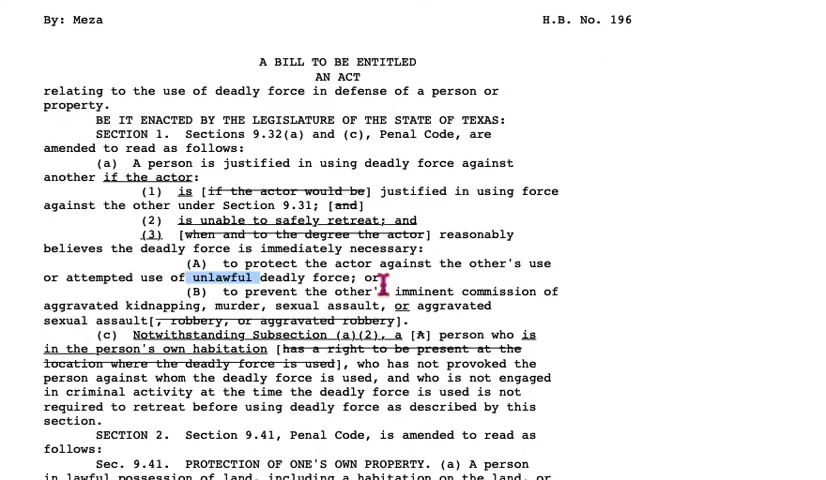 By: Meza H.B. No. 196
A BILL TO BE ENTITLED
AN ACT
relating to the use of deadly force in defense of a person or
property.
BE IT ENACTED BY THE LEGISLATURE OF THE STATE OF TEXAS:
SECTION 1. Sections 9.32(a) and (c), Penal Code, are
amended to read as follows:
(a) A person is justified in using deadly force against
another if the actor:
(1) is [if the actor would be] justified in using force
against the other under Section 9.31; [and]
(2) is unable to safely retreat; and
(3) [when and to the degree the actor] reasonably
believes the deadly force is immediately necessary:
(A) to protect the actor against the other's use
or attempted use of unlawful deadly force; or
(B) to prevent the other's imminent commission of
aggravated kidnapping, murder, sexual assault, or aggravated
sexual assault[, robbery, or aggravated robbery].
(c) Notwithstanding Subsection (a)(2), a [A] person who is
in the person's own habitation [has a right to be present at the
location where the deadly force is used], who has not provoked the
person against whom the deadly force is used, and who is not engaged
in criminal activity at the time the deadly force is used is not
required to retreat before using deadly force as described by this
section.
SECTION 2. Section 9.41, Penal Code, is amended to read as
follows:
Sec. 9.41. PROTECTION OF ONE'S OWN PROPERTY. (a) A person
in lawful possession of land, including a habitation on the land, or